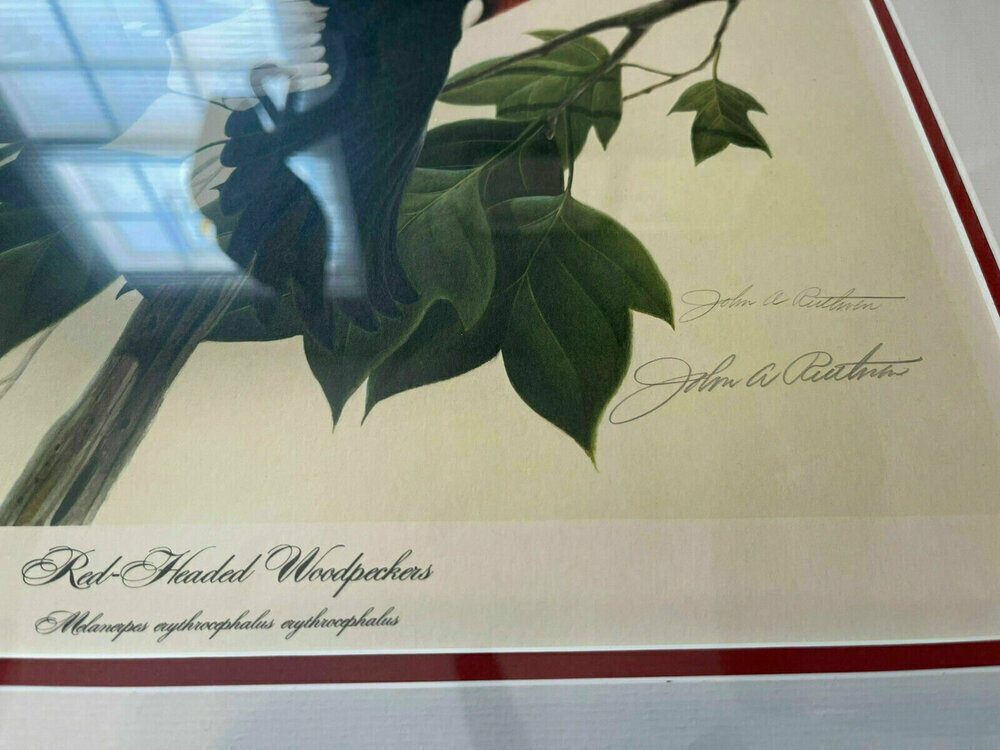 John A Ruthven
John A Ruthven
Red-Headed Woodpeckers
Melanerpes erythrocephalus erythrocephalus